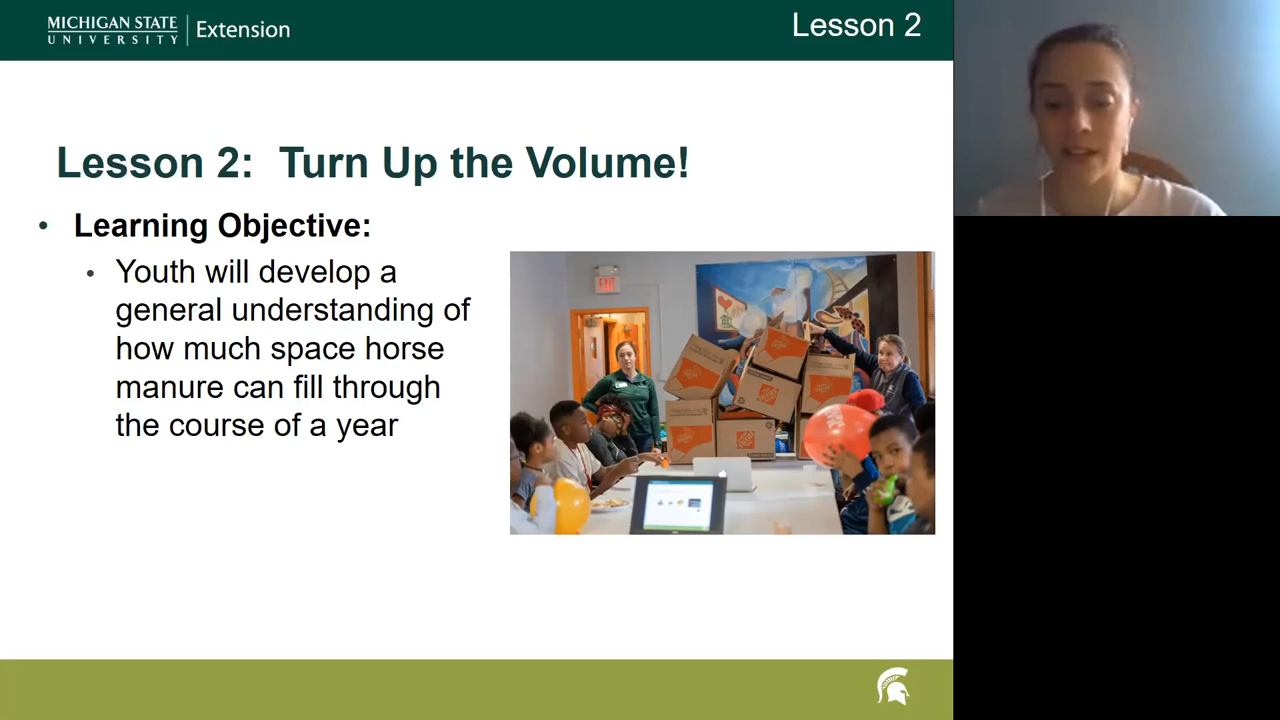 MICHIGAN STATE
UNIVERSITY
Extension
Lesson 2
Lesson 2: Turn Up the Volume!
• Learning Objective:
• Youth will develop a
general understanding of
how much space horse
manure can fill through
the course of a year
EXIT